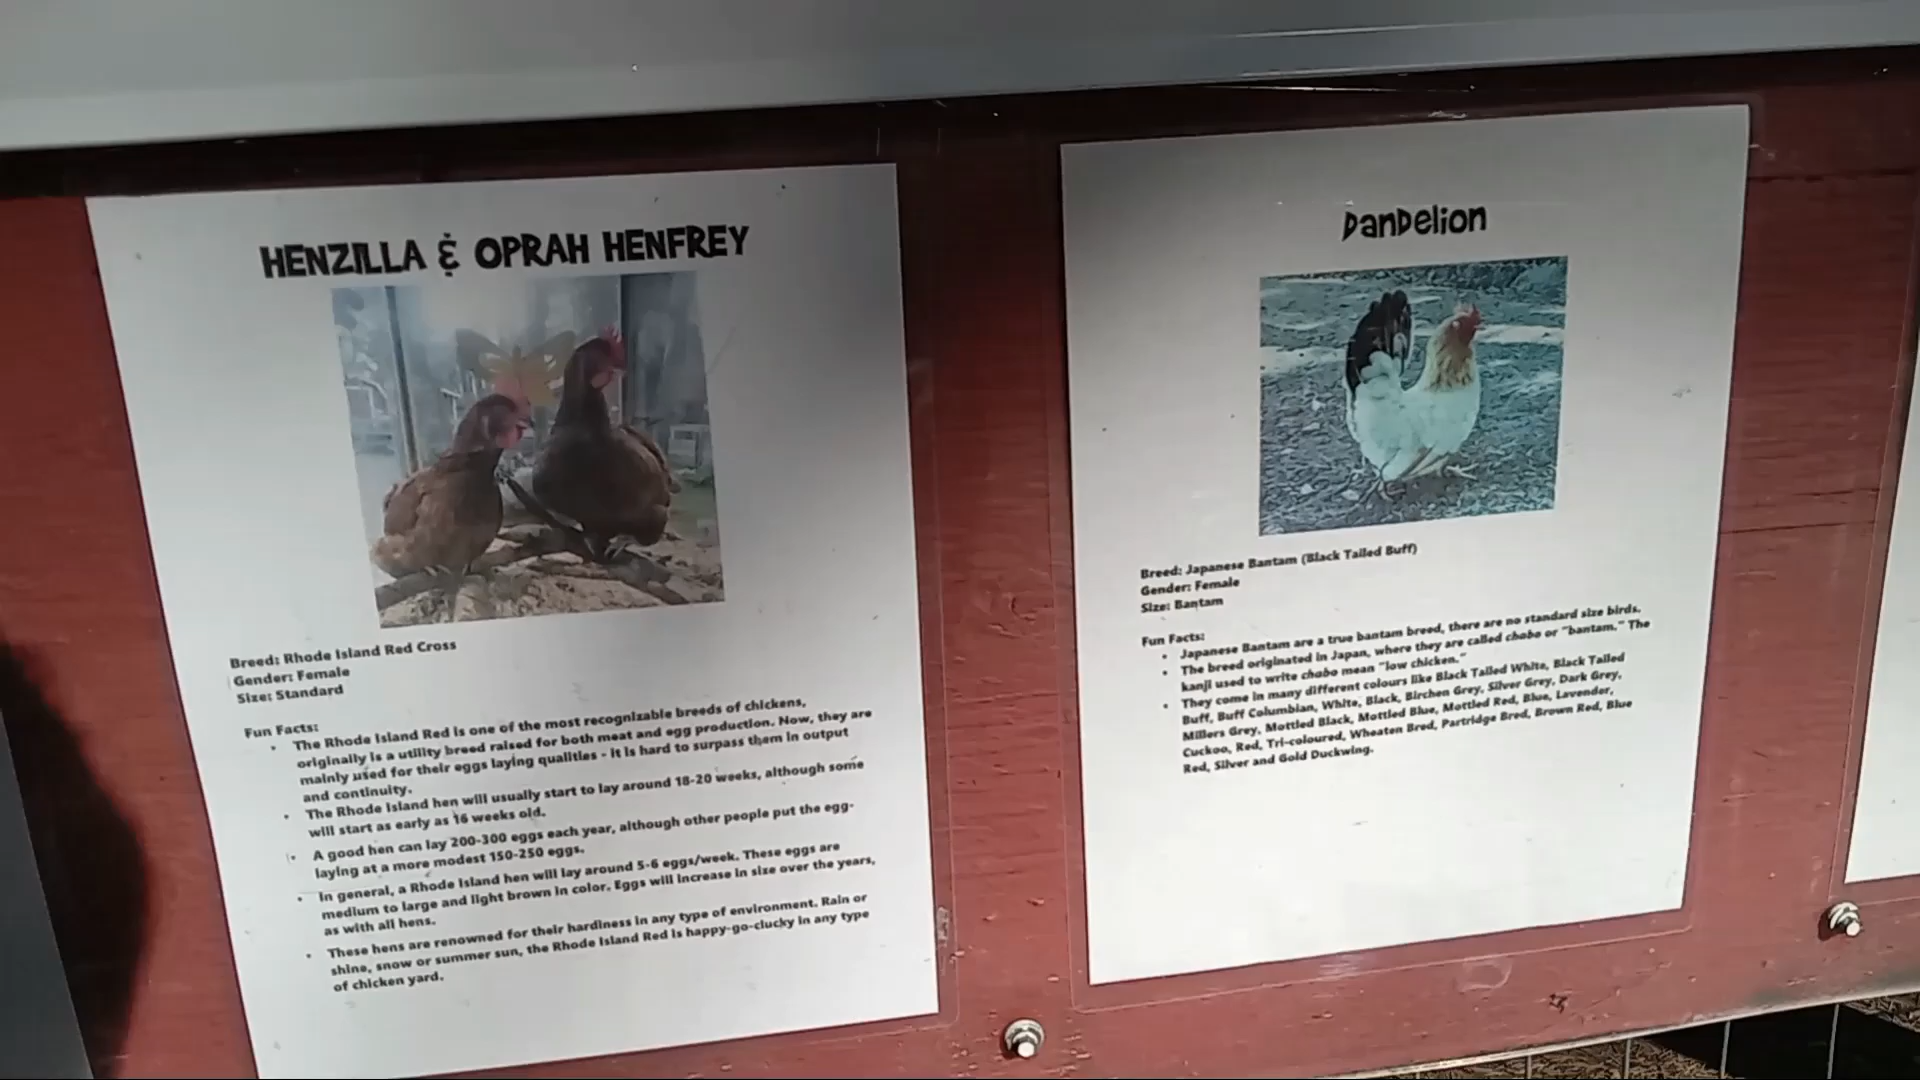 HENZILLA & OPRAH HENFREY
Breed: Rhode Island Red Cross
Gender: Female
Size: Standard
Fun Facts:
• The Rhode Island Red is one of the most recognizable breeds of chickens,
originally is a utility breed raised for both meat and egg production. Now, they are
mainly used for their eggs laying qualities - it is hard to surpass them in output
and continuity.
• The Rhode Island hen will usually start to lay around 18-20 weeks, although some
will start as early as 16 weeks old.
• A good hen can lay 200-300 eggs each year, although other people put the egg-
laying at a more modest 150-250 eggs.
• In general, a Rhode Island hen will lay around 5-6 eggs/week. These eggs are
medium to large and light brown in color. Eggs will increase in size over the years,
as with all hens.
• These hens are renowned for their hardiness in any type of environment. Rain or
shine, snow or summer sun, the Rhode Island Red is happy-go-clucky in any type
of chicken yard.
Dandelion
Breed: Japanese Bantam (Black Tailed Buff)
Gender: Female
Size: Bantam
Fun Facts:
• Japanese Bantam are a true bantam breed, there are no standard size birds.
• The breed originated in Japan, where they are called chabo or "bantam." The
kanji used to write chabo mean "low chicken."
• They come in many different colours like Black Tailed White, Black Tailed
Buff, Buff Columbian, White, Black, Birchen Grey, Silver Grey, Dark Grey,
Millers Grey, Mottled Black, Mottled Blue, Mottled Red, Blue, Lavender,
Cuckoo, Red, Tri-coloured, Wheaten Bred, Partridge Bred, Brown Red, Blue
Red, Silver and Gold Duckwing.